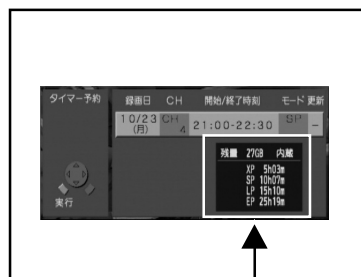 タイマー予約 録画日 CH 開始/終了時刻 モード 更新
10/23 CH 21:00-22:30 SP –
(月) 4
残量 27GB 内蔵
XP 5h03m
SP 10h07m
LP 15h10m
EP 25h19m
実行